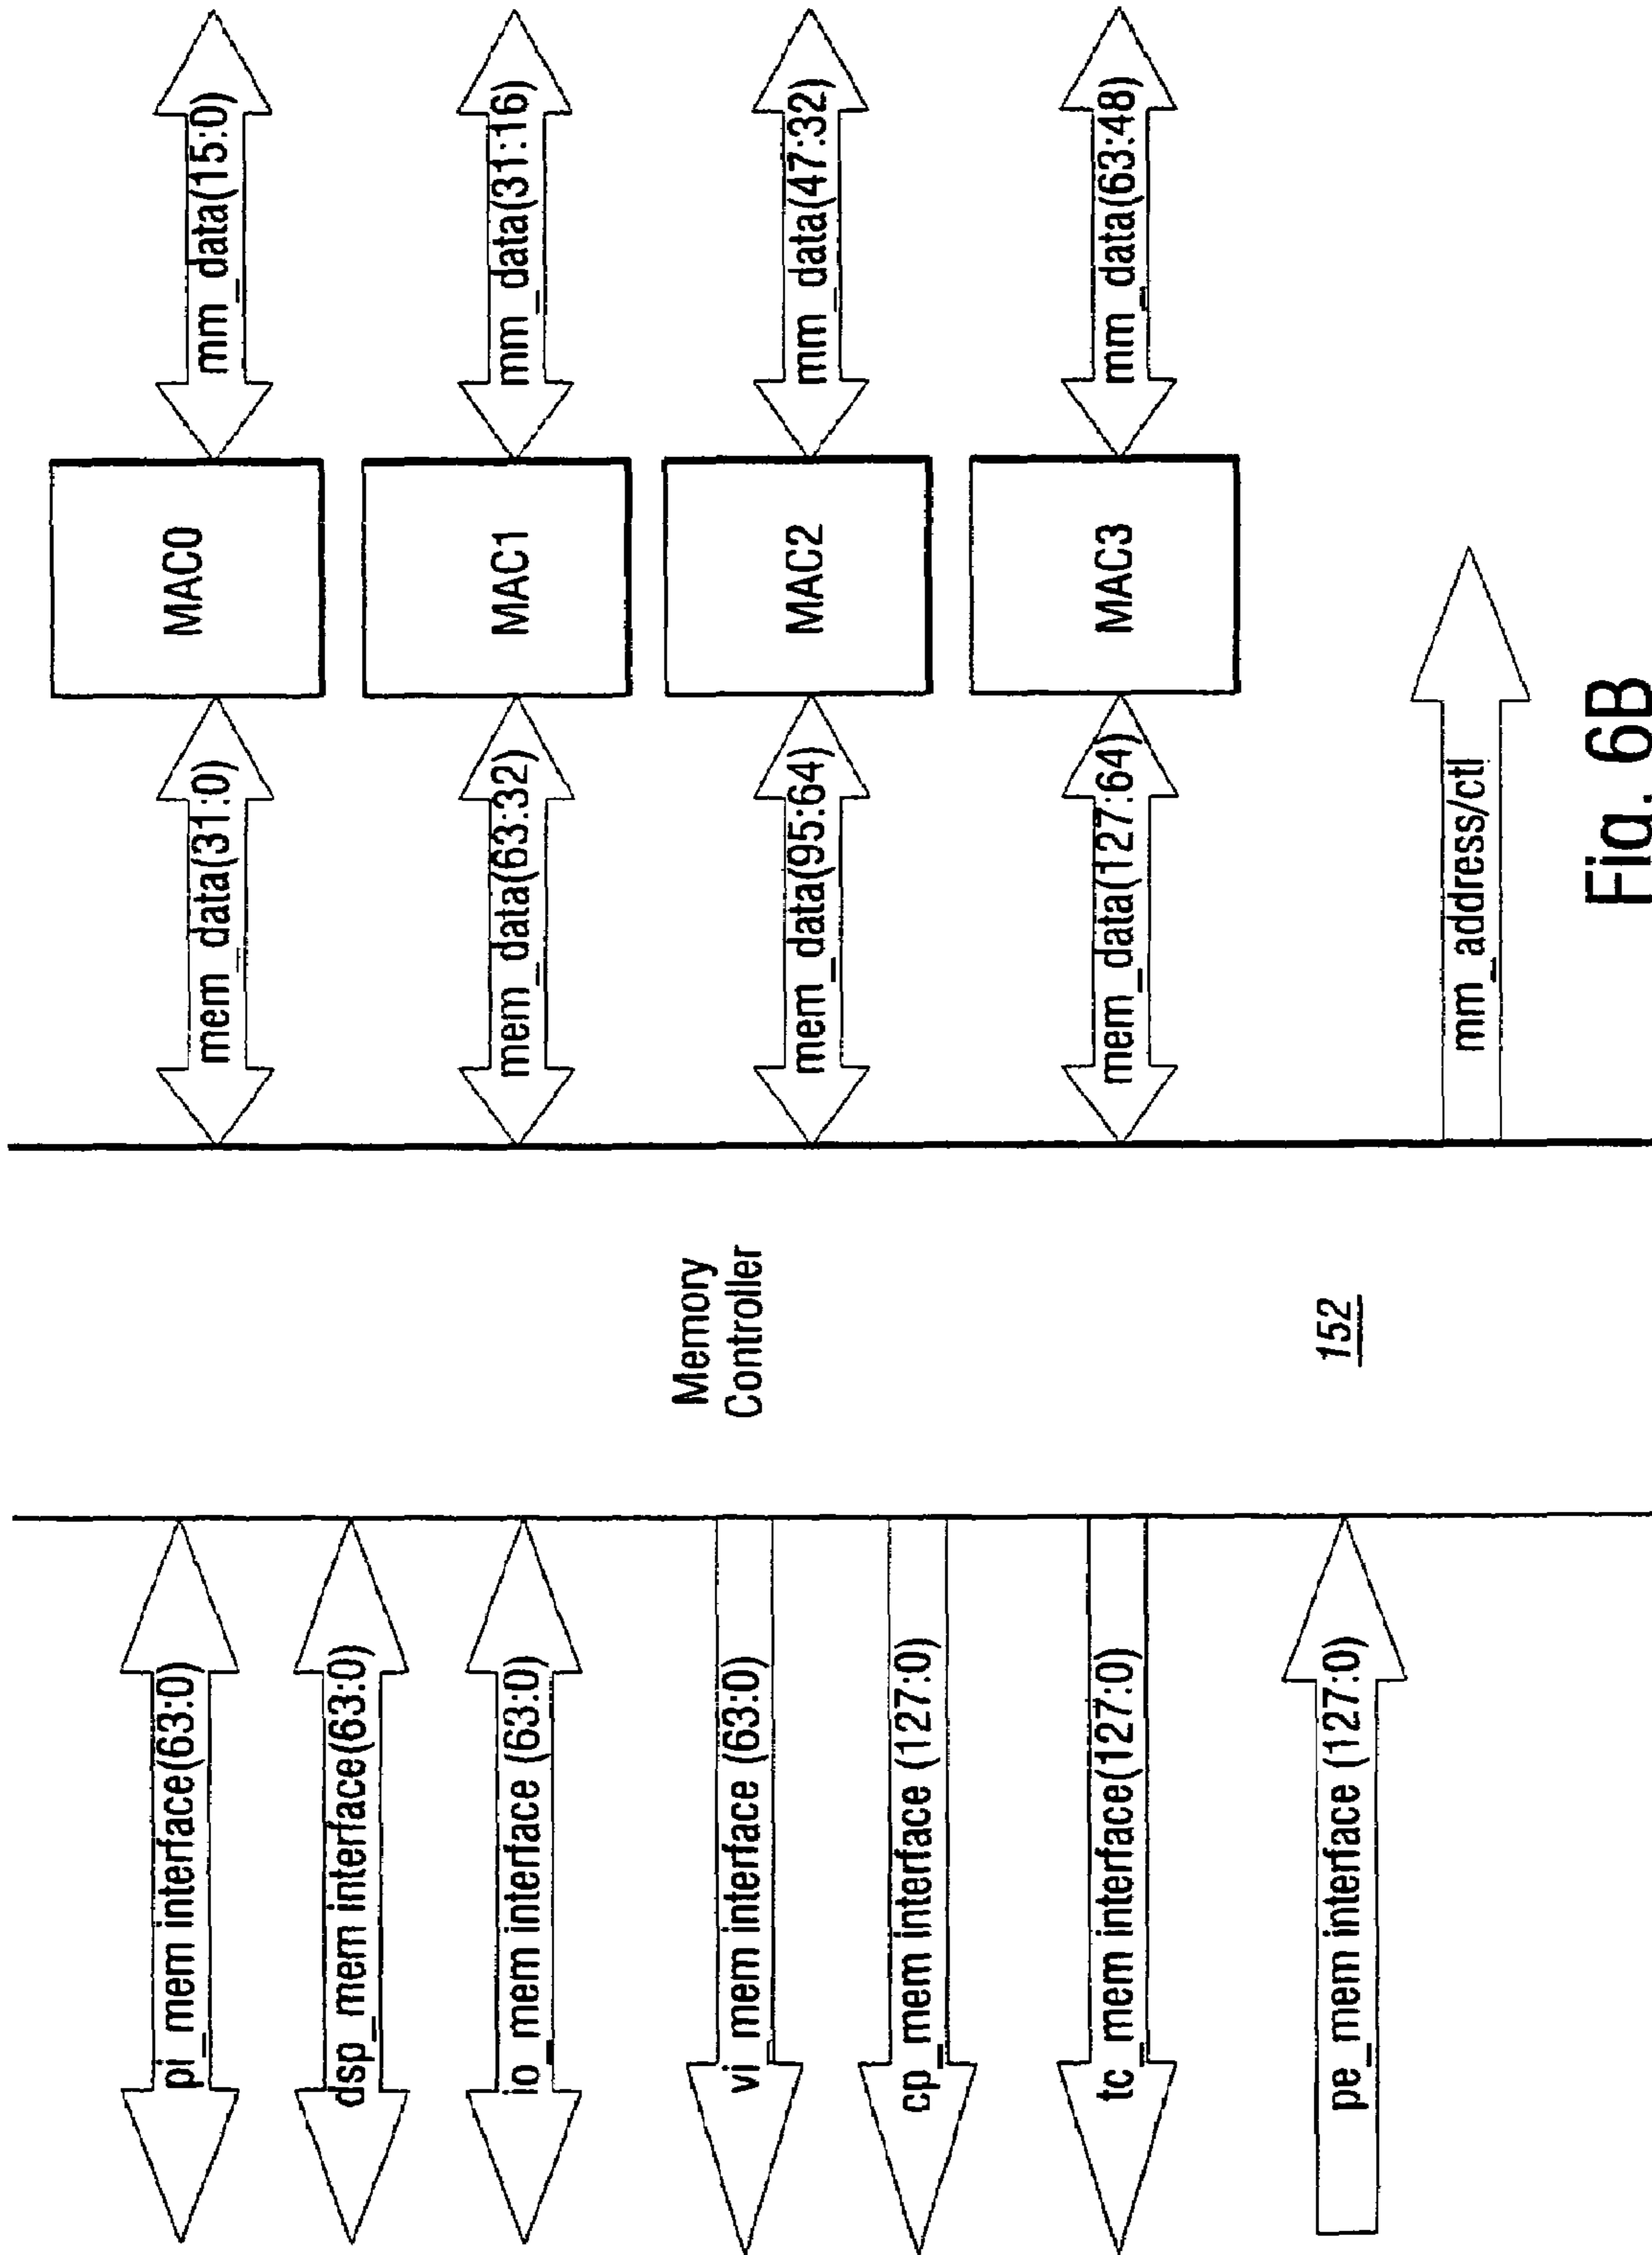 pi_mem interface(63:0)
dsp_mem interface(63:0)
io_mem interface (63:0)
vi_mem interface (63:0)
cp_mem interface (127:0)
tc_mem interface(127:0)
pe_mem interface (127:0)
Memory
Controller
152
mem_data(31:0)
mem_data(63:32)
mem_data(95:64)
mem_data(127:64)
mm_address/ctl
MAC0
MAC1
MAC2
MAC3
mm_data(15:0)
mm_data(31:16)
mm_data(47:32)
mm_data(63:48)
Fig. 6B